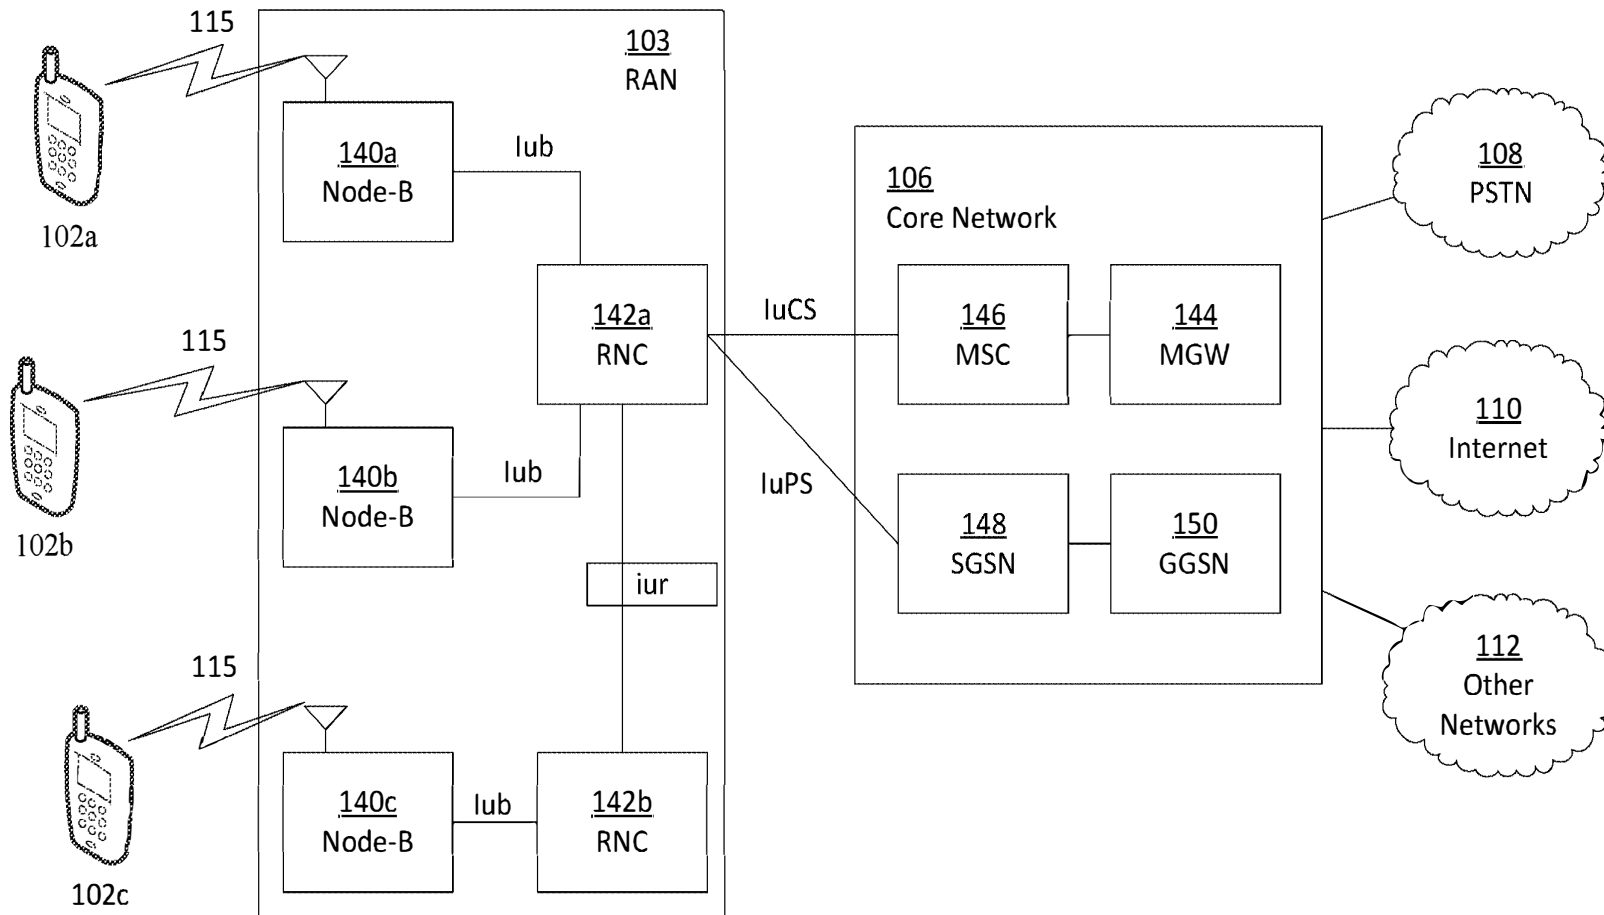 115
103
RAN
102a
140a
Node-B
Iub
142a
RNC
115
102b
140b
Node-B
Iub
iur
115
102c
140c
Node-B
Iub
142b
RNC
IuCS
IuPS
106
Core Network
146
MSC
144
MGW
148
SGSN
150
GGSN
108
PSTN
110
Internet
112
Other
Networks